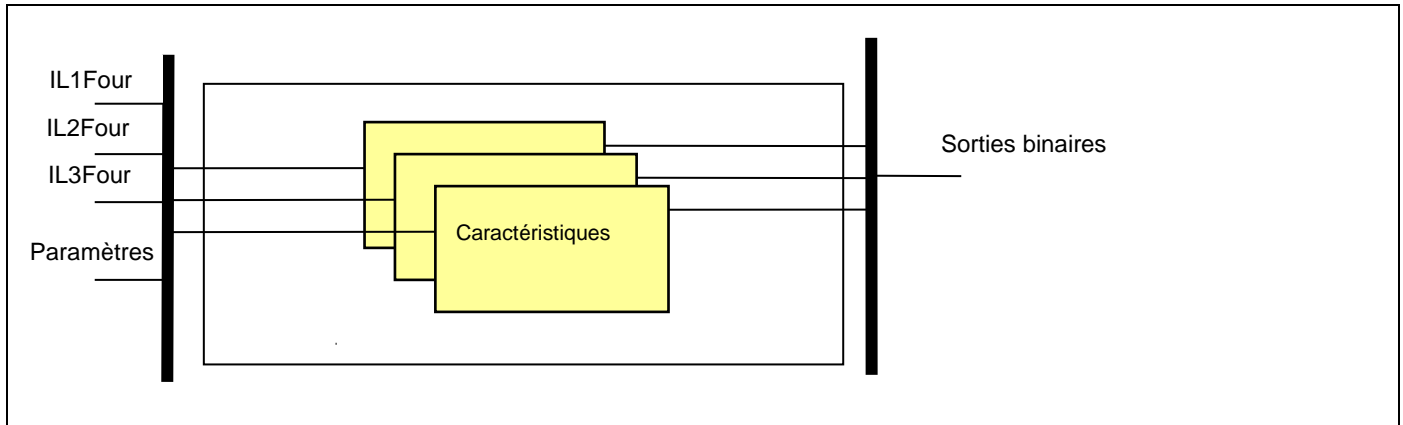 IL1Four
IL2Four
IL3Four
Paramètres
Caractéristiques
Sorties binaires